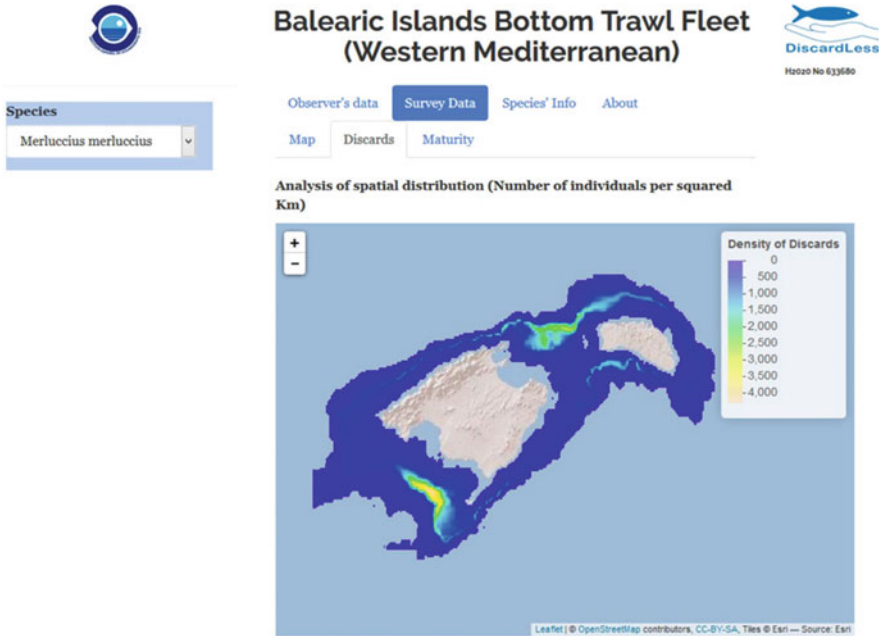 Balearic Islands Bottom Trawl Fleet
(Western Mediterranean)
DiscardLess
H2020 No 633680
Species
Merluccius merluccius
Observer's data Survey Data Species' Info About
Map Discards Maturity
Analysis of spatial distribution (Number of individuals per squared
Km)
+
−
Density of Discards
0
500
1,000
1,500
2,000
2,500
3,000
3,500
4,000
Leaflet | © OpenStreetMap contributors, CC-BY-SA, Tiles © Esri — Source: Esri